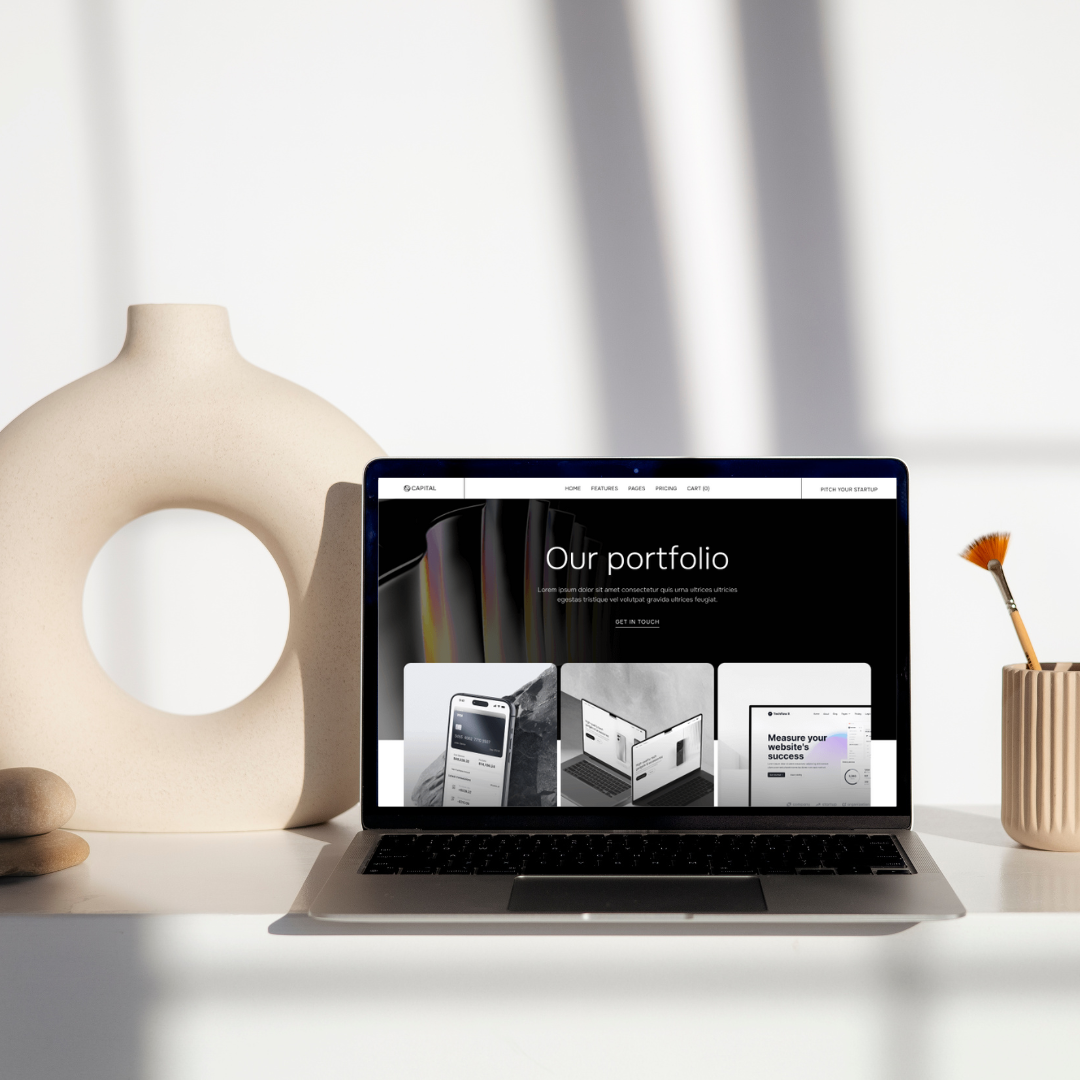 CAPITAL
HOME FEATURES PAGES PRICING CART (0)
PITCH YOUR STARTUP
Our portfolio
Lorem ipsum dolor sit amet consectetur quis urna ultrices ultricies
egestas tristique vel volutpat gravida ultrices feugiat.
GET IN TOUCH
Measure your
website's
success